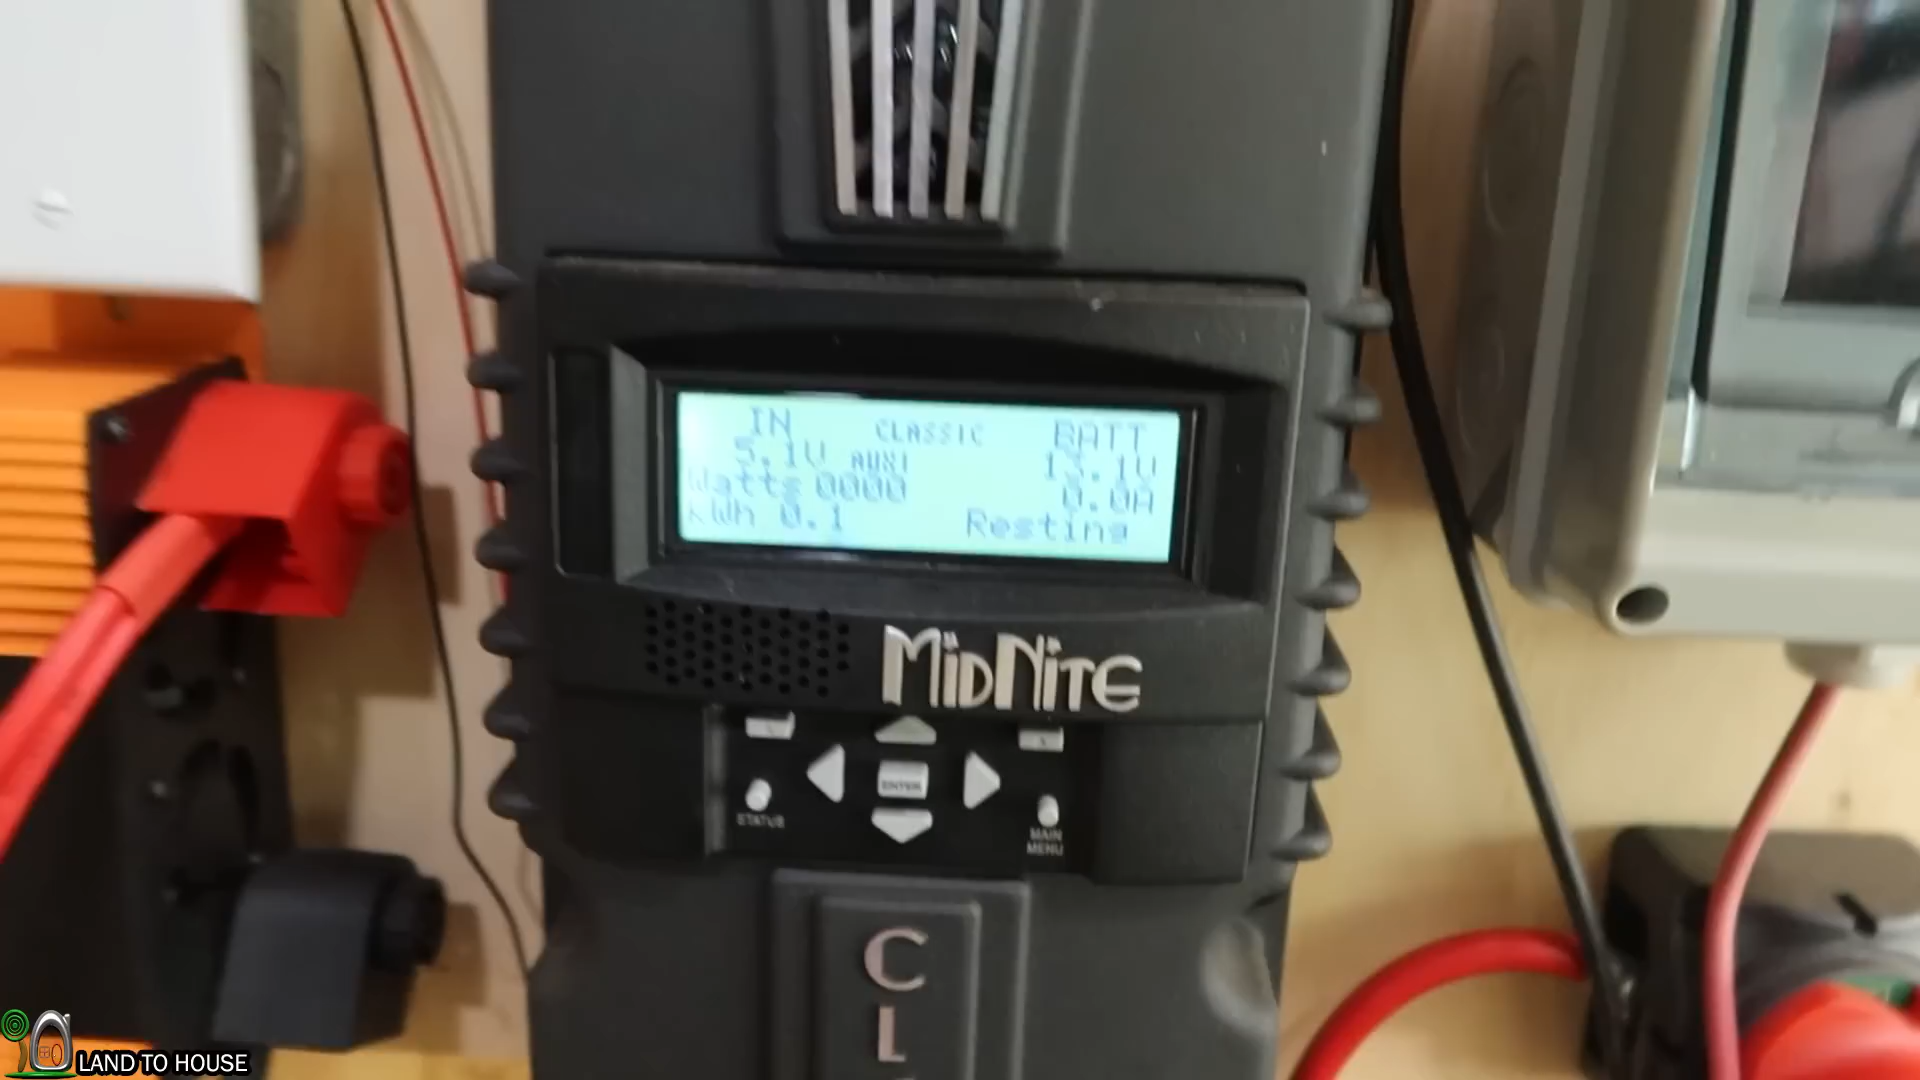 IN CLASSIC BATT
5.1V AUX1 13.1V
Watts 0000 0.0A
kWh 0.1 Resting
MiDNiTE
ENTER
STATUS
MAIN
MENU
C
L
LAND TO HOUSE